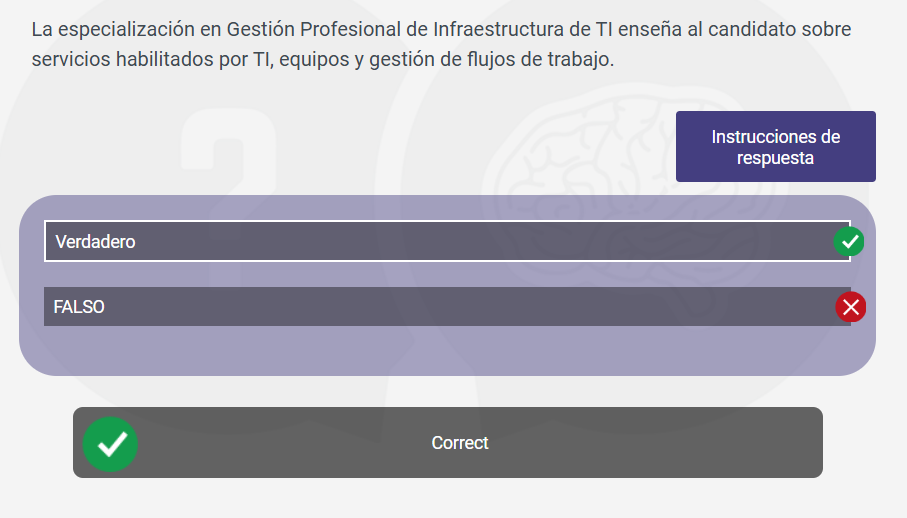 La especialización en Gestión Profesional de Infraestructura de TI enseña al candidato sobre
servicios habilitados por TI, equipos y gestión de flujos de trabajo.
Instrucciones de
respuesta
Verdadero
FALSO
Correct